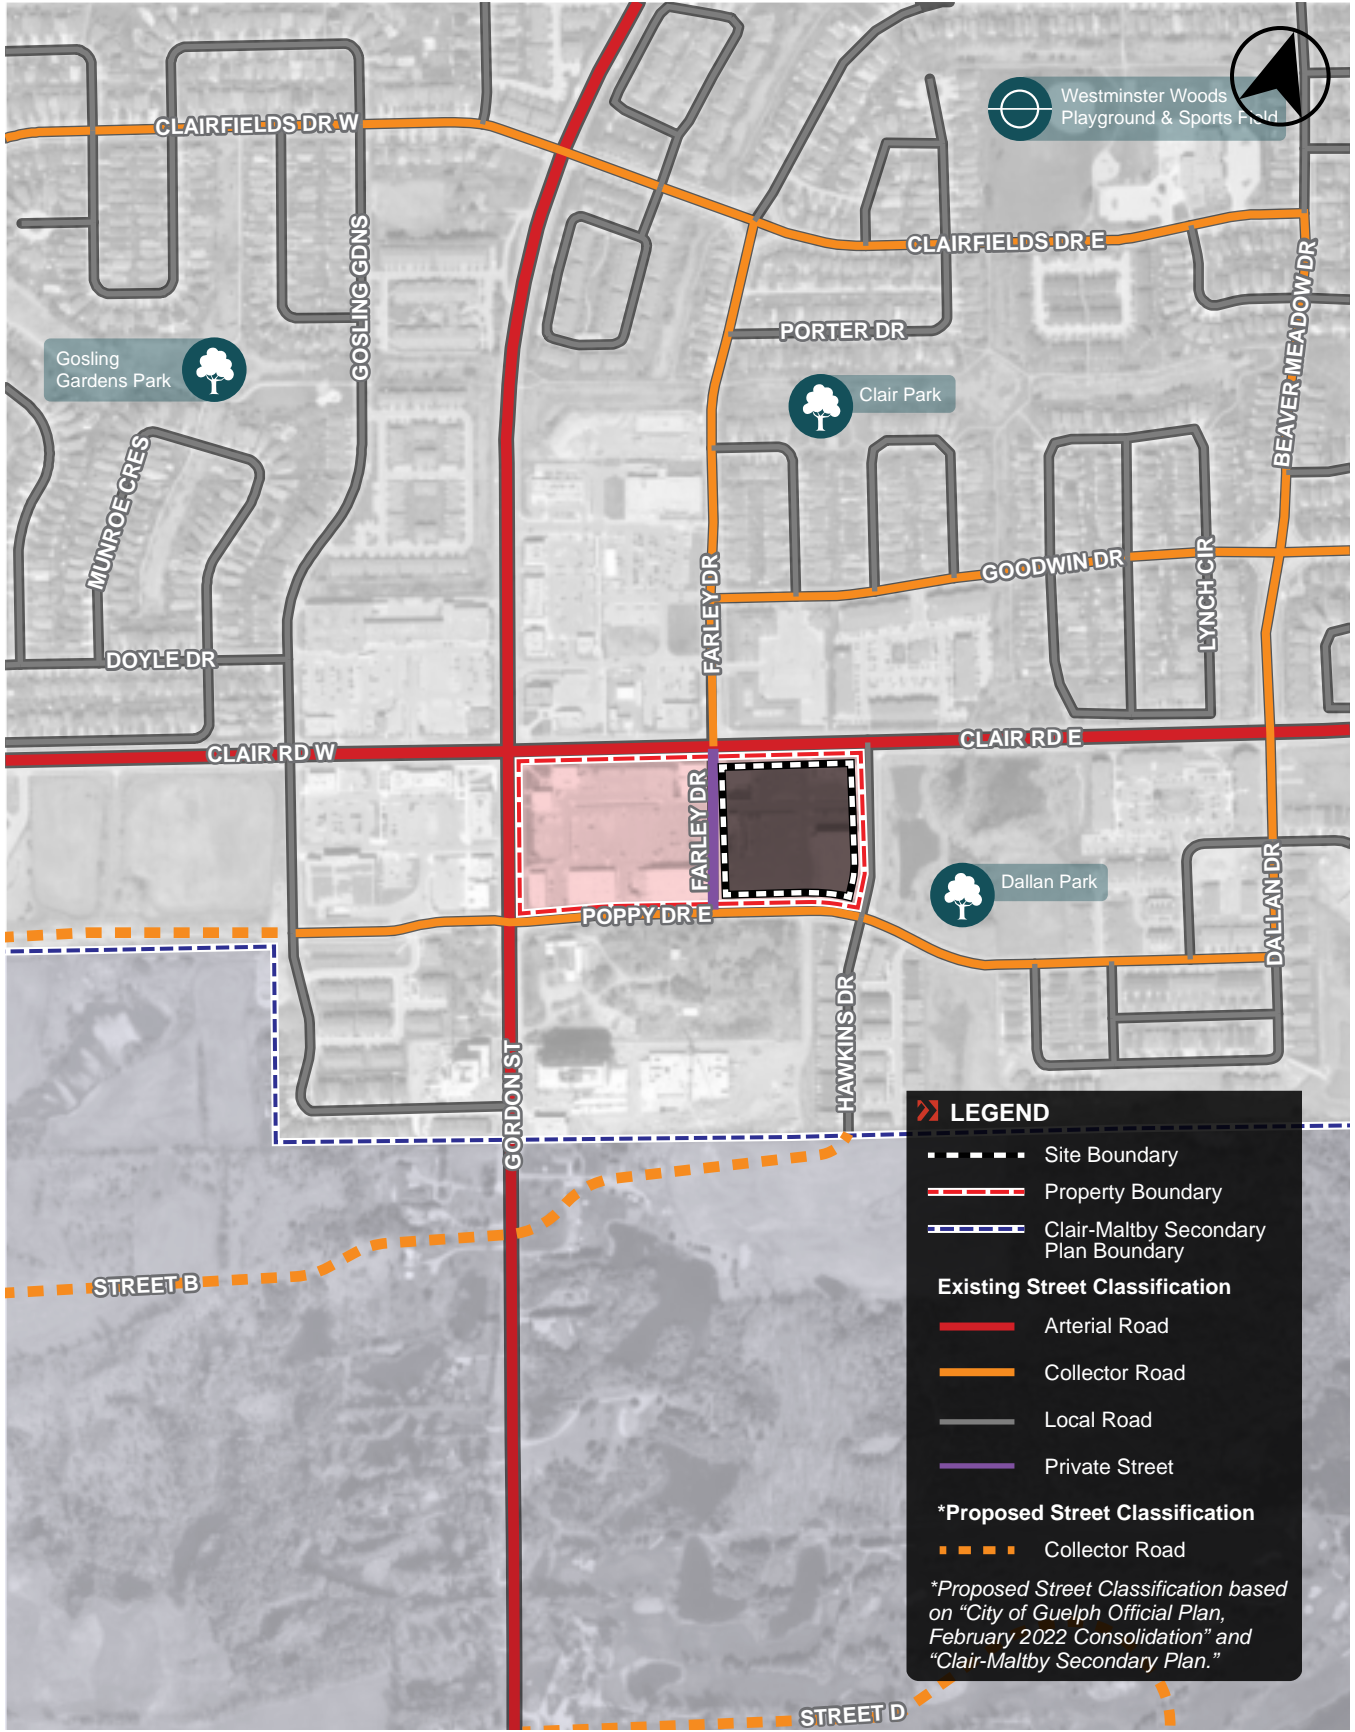 Westminster Woods
Playground & Sports Field
CLAIRFIELDS DR W
GOSLING GDNS
CLAIRFIELDS DR E
BEAVER MEADOW DR
PORTER DR
Gosling
Gardens Park
Clair Park
MUNROE CRES
FARLEY DR
GOODWIN DR
LYNCH CIR
DOYLE DR
CLAIR RD W
CLAIR RD E
FARLEY DR
Dallan Park
DALLAN DR
POPPY DR E
HAWKINS DR
GORDON ST
STREET B
STREET D
LEGEND
Site Boundary
Property Boundary
Clair-Maltby Secondary
Plan Boundary
Existing Street Classification
Arterial Road
Collector Road
Local Road
Private Street
*Proposed Street Classification
Collector Road
*Proposed Street Classification based
on “City of Guelph Official Plan,
February 2022 Consolidation” and
“Clair-Maltby Secondary Plan.”